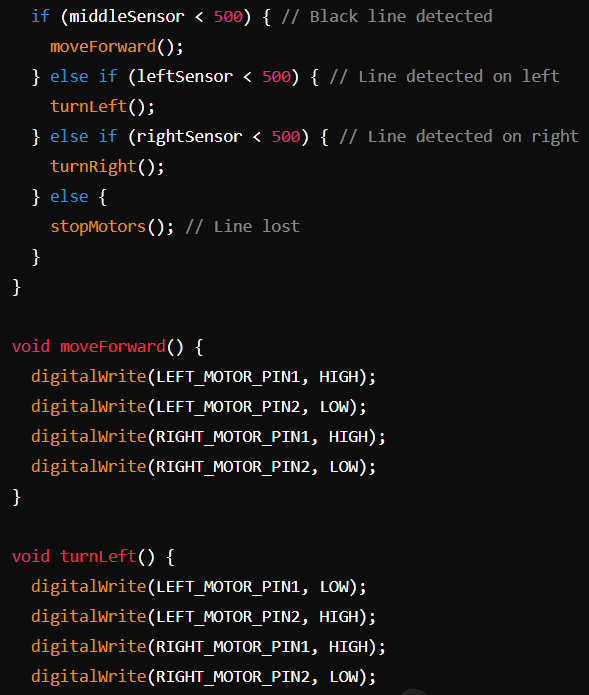 if (middleSensor < 500) { // Black line detected
moveForward();
} else if (leftSensor < 500) { // Line detected on left
turnLeft();
} else if (rightSensor < 500) { // Line detected on right
turnRight();
} else {
stopMotors(); // Line lost
}
}
void moveForward() {
digitalWrite(LEFT_MOTOR_PIN1, HIGH);
digitalWrite(LEFT_MOTOR_PIN2, LOW);
digitalWrite(RIGHT_MOTOR_PIN1, HIGH);
digitalWrite(RIGHT_MOTOR_PIN2, LOW);
}
void turnLeft() {
digitalWrite(LEFT_MOTOR_PIN1, LOW);
digitalWrite(LEFT_MOTOR_PIN2, HIGH);
digitalWrite(RIGHT_MOTOR_PIN1, HIGH);
digitalWrite(RIGHT_MOTOR_PIN2, LOW);